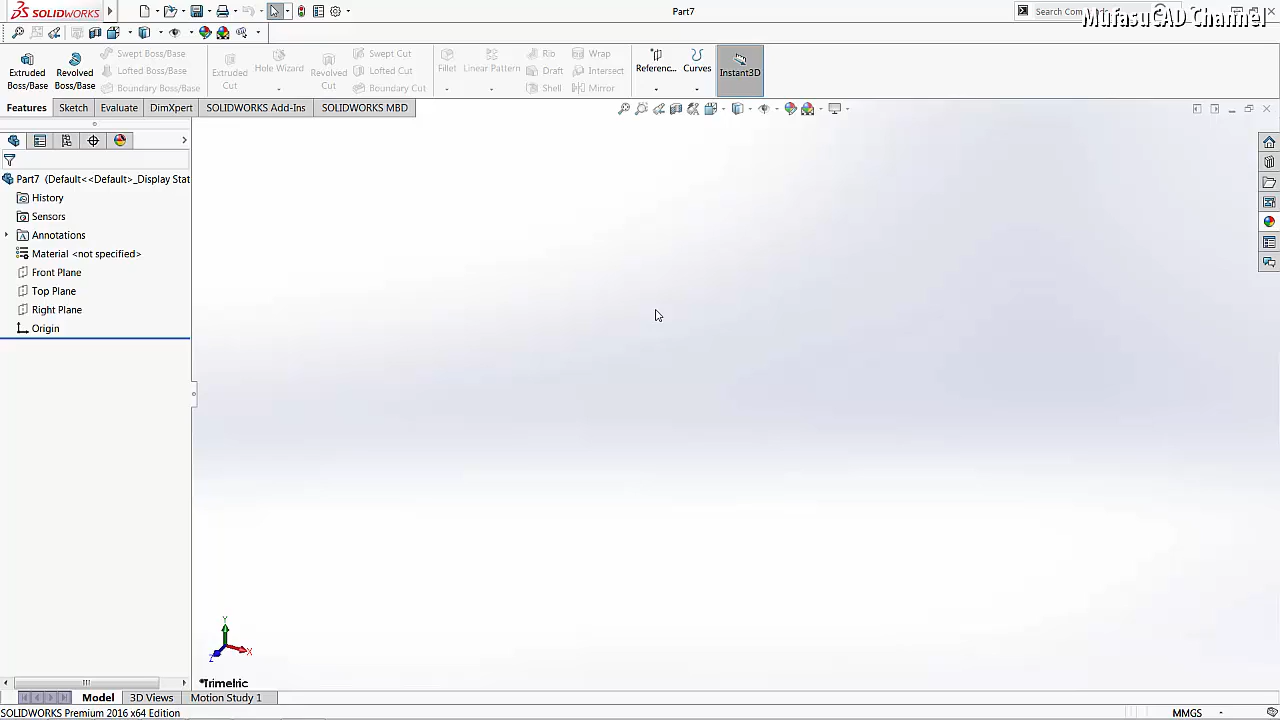 SOLIDWORKS
Part7
Search Com
MufasuCAD Channel
Extruded Boss/Base
Revolved Boss/Base
Swept Boss/Base
Lofted Boss/Base
Boundary Boss/Base
Extruded Cut
Hole Wizard
Revolved Cut
Swept Cut
Lofted Cut
Boundary Cut
Fillet
Linear Pattern
Rib
Draft
Shell
Wrap
Intersect
Mirror
Referenc...
Curves
Instant3D
Features
Sketch
Evaluate
DimXpert
SOLIDWORKS Add-Ins
SOLIDWORKS MBD
Part7 (Default<<Default>_Display Stat
History
Sensors
Annotations
Material <not specified>
Front Plane
Top Plane
Right Plane
Origin
Y
X
Z
*Trimetric
Model
3D Views
Motion Study 1
SOLIDWORKS Premium 2016 x64 Edition
MMGS